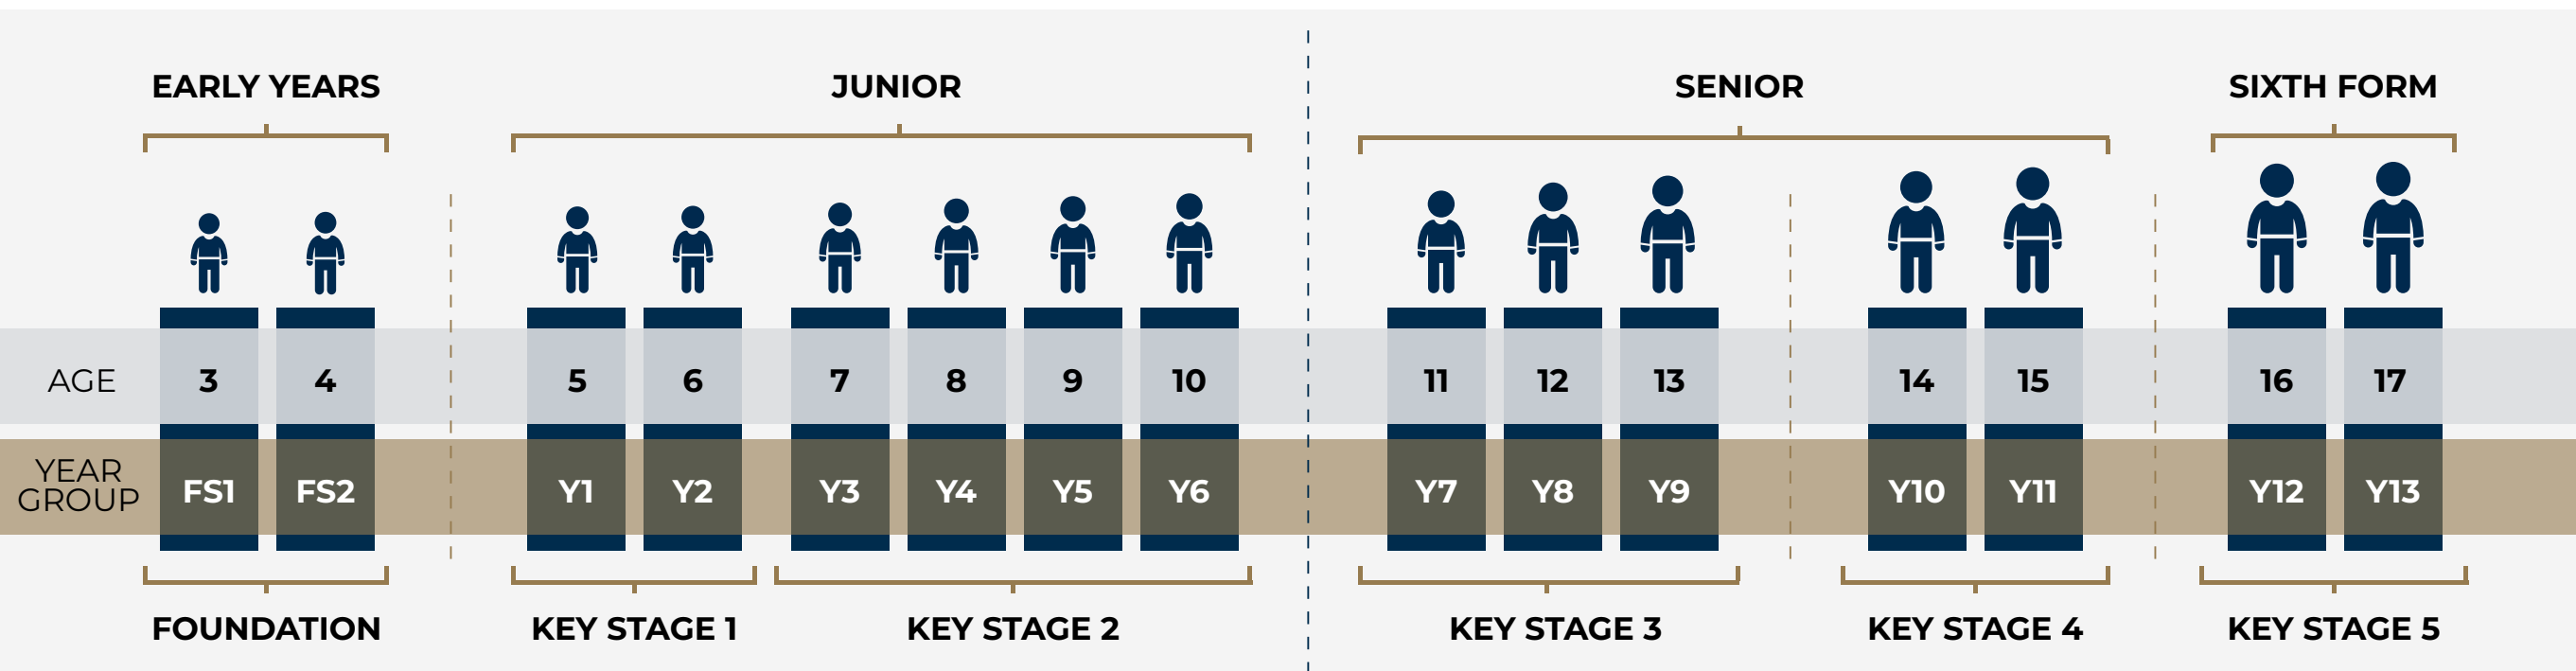 EARLY YEARS
JUNIOR
SENIOR
SIXTH FORM
AGE 3 4 5 6 7 8 9 10 11 12 13 14 15 16 17
YEAR
GROUP
FS1 FS2 Y1 Y2 Y3 Y4 Y5 Y6 Y7 Y8 Y9 Y10 Y11 Y12 Y13
FOUNDATION
KEY STAGE 1
KEY STAGE 2
KEY STAGE 3
KEY STAGE 4
KEY STAGE 5